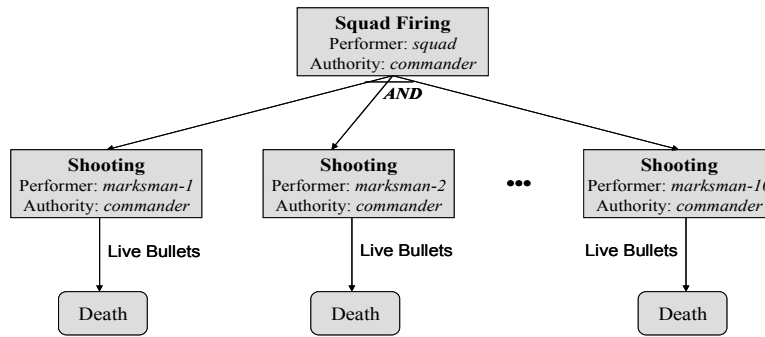 Squad Firing
Performer: squad
Authority: commander
AND
Shooting
Performer: marksman-1
Authority: commander
Shooting
Performer: marksman-2
Authority: commander
•••
Shooting
Performer: marksman-10
Authority: commander
Live Bullets
Live Bullets
Live Bullets
Death
Death
Death